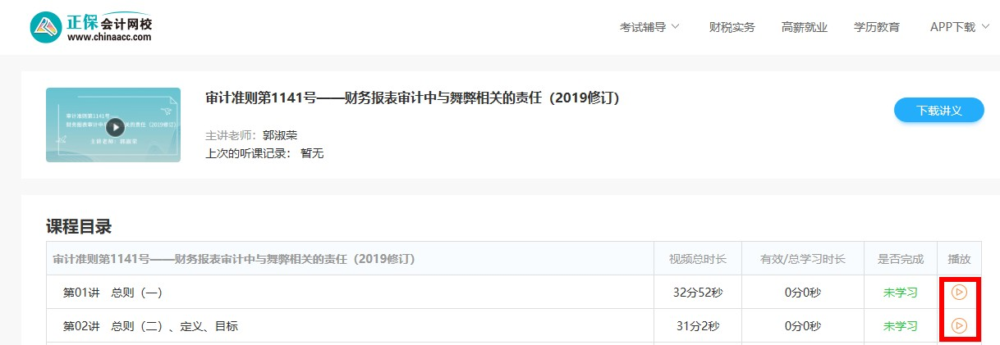 正保会计网校
www.chinaacc.com
考试辅导 财税实务 高薪就业 学历教育 APP下载
审计准则第1141号
财务报表审计中与舞弊相关的责任（2019修订）
主讲老师：郭淑荣
审计准则第1141号——财务报表审计中与舞弊相关的责任（2019修订）
主讲老师：郭淑荣
上次的听课记录： 暂无
下载讲义
课程目录
审计准则第1141号——财务报表审计中与舞弊相关的责任（2019修订） 视频总时长 有效/总学习时长 是否完成 播放
第01讲 总则（一） 32分52秒 0分0秒 未学习
第02讲 总则（二）、定义、目标 31分2秒 0分0秒 未学习